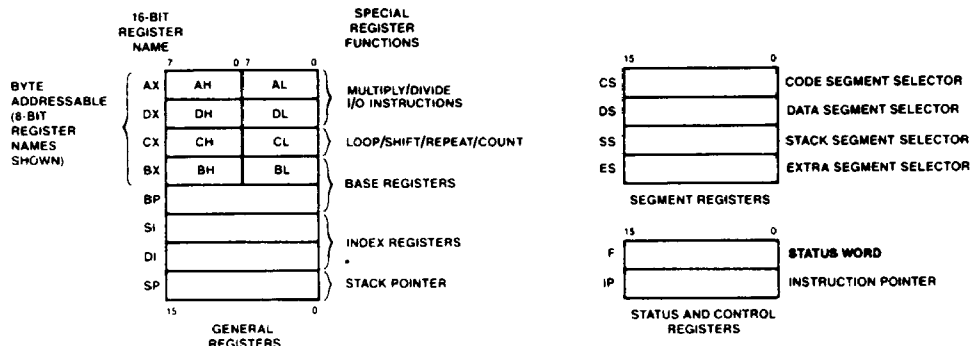 16-BIT
REGISTER
NAME
SPECIAL
REGISTER
FUNCTIONS
7 0 7 0
BYTE
ADDRESSABLE
(8-BIT
REGISTER
NAMES
SHOWN)
AX AH AL
DX DH DL
CX CH CL
BX BH BL
BP
SI
DI
SP
15 0
MULTIPLY/DIVIDE
I/O INSTRUCTIONS
LOOP/SHIFT/REPEAT/COUNT
BASE REGISTERS
INDEX REGISTERS
STACK POINTER
GENERAL
REGISTERS
15 0
CS CODE SEGMENT SELECTOR
DS DATA SEGMENT SELECTOR
SS STACK SEGMENT SELECTOR
ES EXTRA SEGMENT SELECTOR
SEGMENT REGISTERS
15 0
F STATUS WORD
IP INSTRUCTION POINTER
STATUS AND CONTROL
REGISTERS